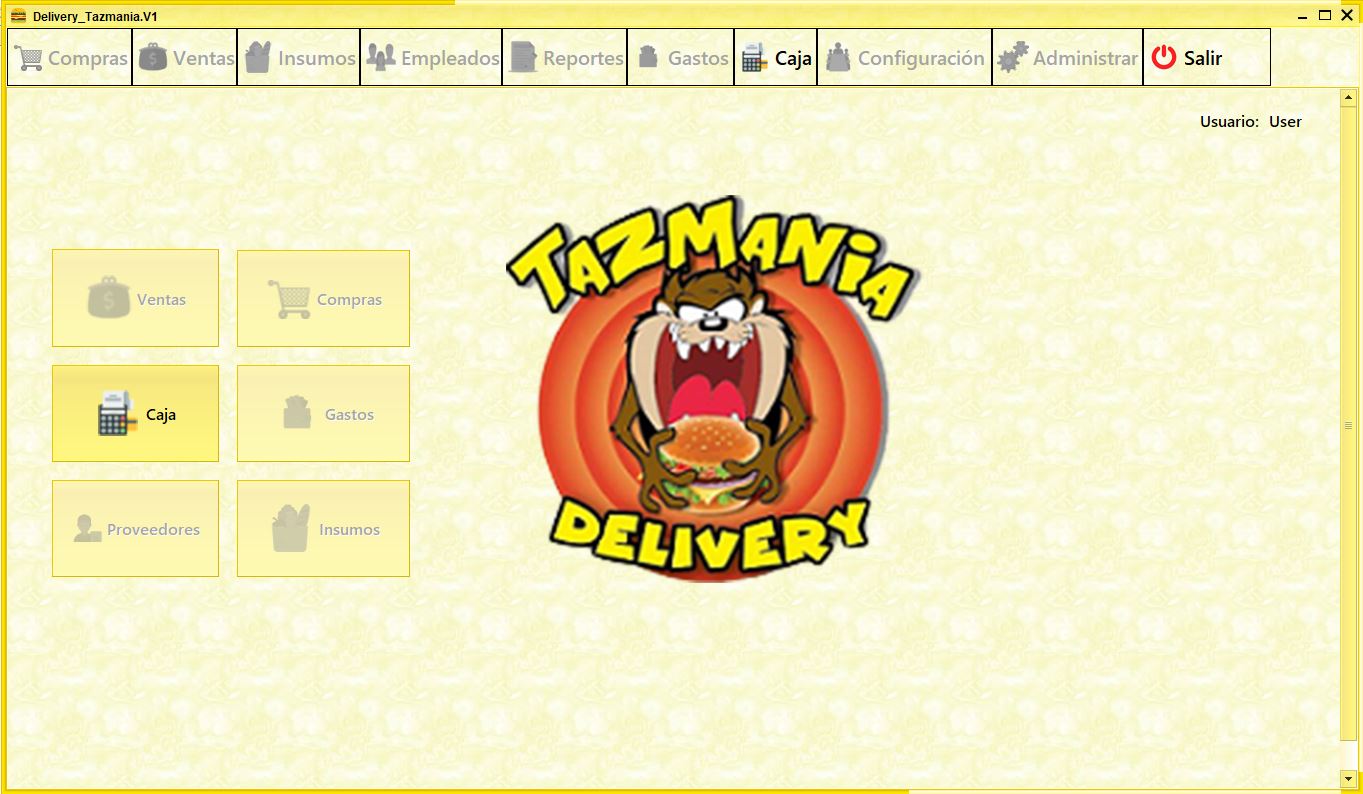 Delivery_Tazmania.V1
Compras Ventas Insumos Empleados Reportes Gastos Caja Configuración Administrar Salir
Usuario: User
TAZMANiA
Ventas Compras
Caja Gastos
Proveedores Insumos
DELIVERY